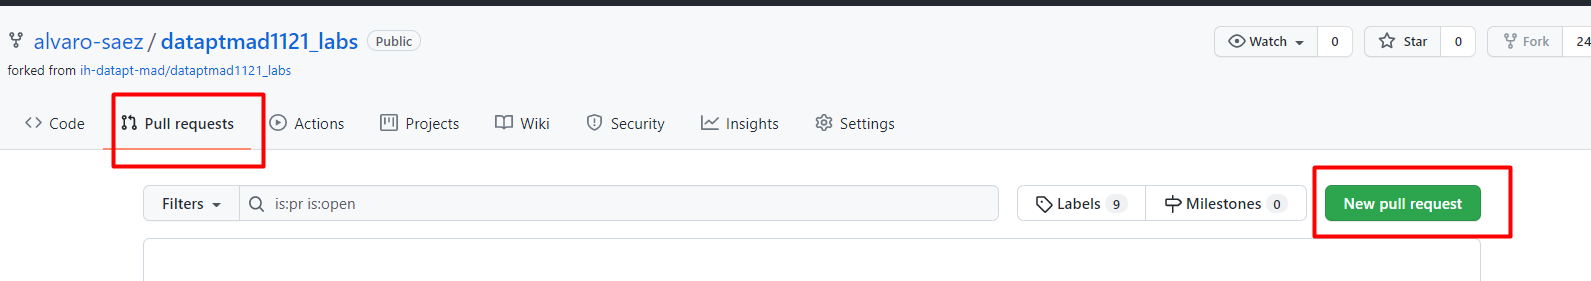 alvaro-saez / dataptmad1121_labs Public Watch 0 Star 0 Fork 24
forked from ih-datapt-mad/dataptmad1121_labs
Code Pull requests Actions Projects Wiki Security Insights Settings
Filters is:pr is:open Labels 9 Milestones 0 New pull request